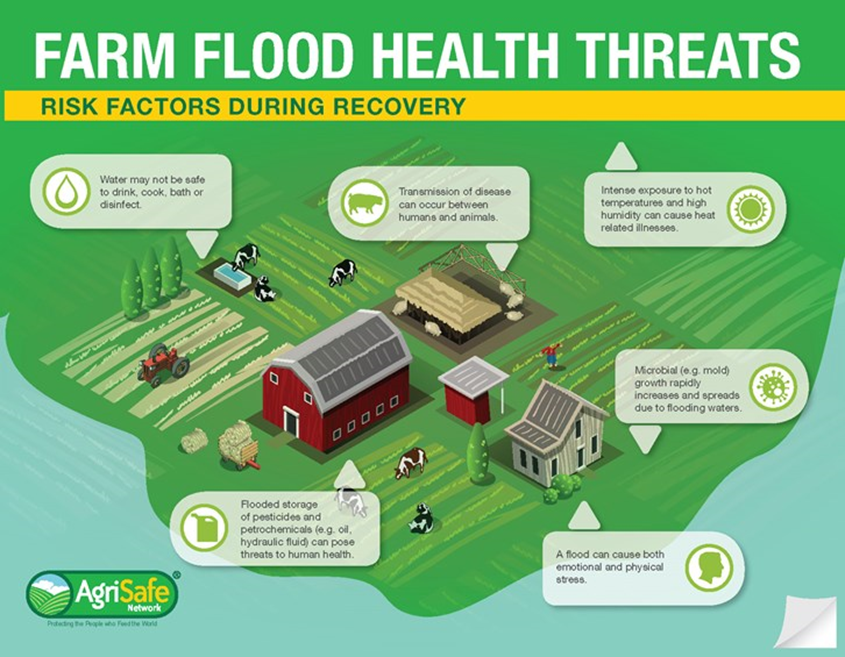 FARM FLOOD HEALTH THREATS
RISK FACTORS DURING RECOVERY
Water may not be safe
to drink, cook, bath or
disinfect.
Transmission of disease
can occur between
humans and animals.
Intense exposure to hot
temperatures and high
humidity can cause heat
related illnesses.
Microbial (e.g. mold)
growth rapidly
increases and spreads
due to flooding waters.
Flooded storage
of pesticides and
petrochemicals (e.g. oil,
hydraulic fluid) can pose
threats to human health.
A flood can cause both
emotional and physical
stress.
AgriSafe®
Network
Protecting the People who Feed the World